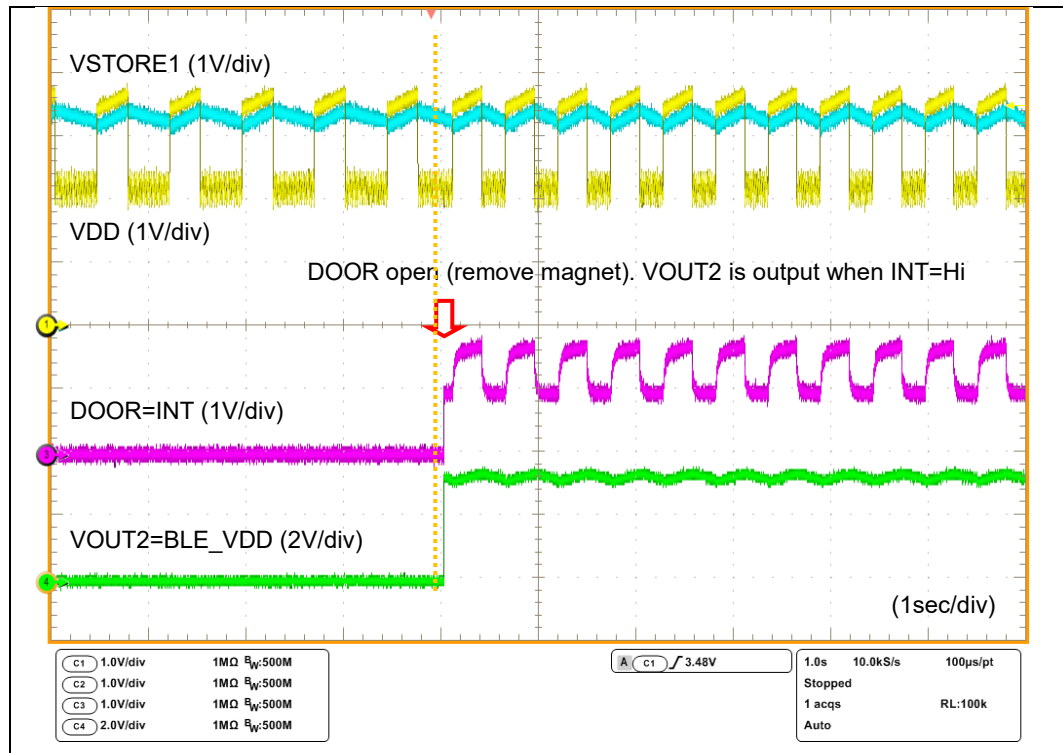 VSTORE1 (1V/div)
VDD (1V/div)
DOOR open (remove magnet). VOUT2 is output when INT=Hi
1
DOOR=INT (1V/div)
3
VOUT2=BLE_VDD (2V/div)
4
(1sec/div)
C1 1.0V/div 1MΩ BW:500M
C2 1.0V/div 1MΩ BW:500M
C3 1.0V/div 1MΩ BW:500M
C4 2.0V/div 1MΩ BW:500M
A C1 3.48V
1.0s 10.0kS/s 100µs/pt
Stopped
1 acqs RL:100k
Auto